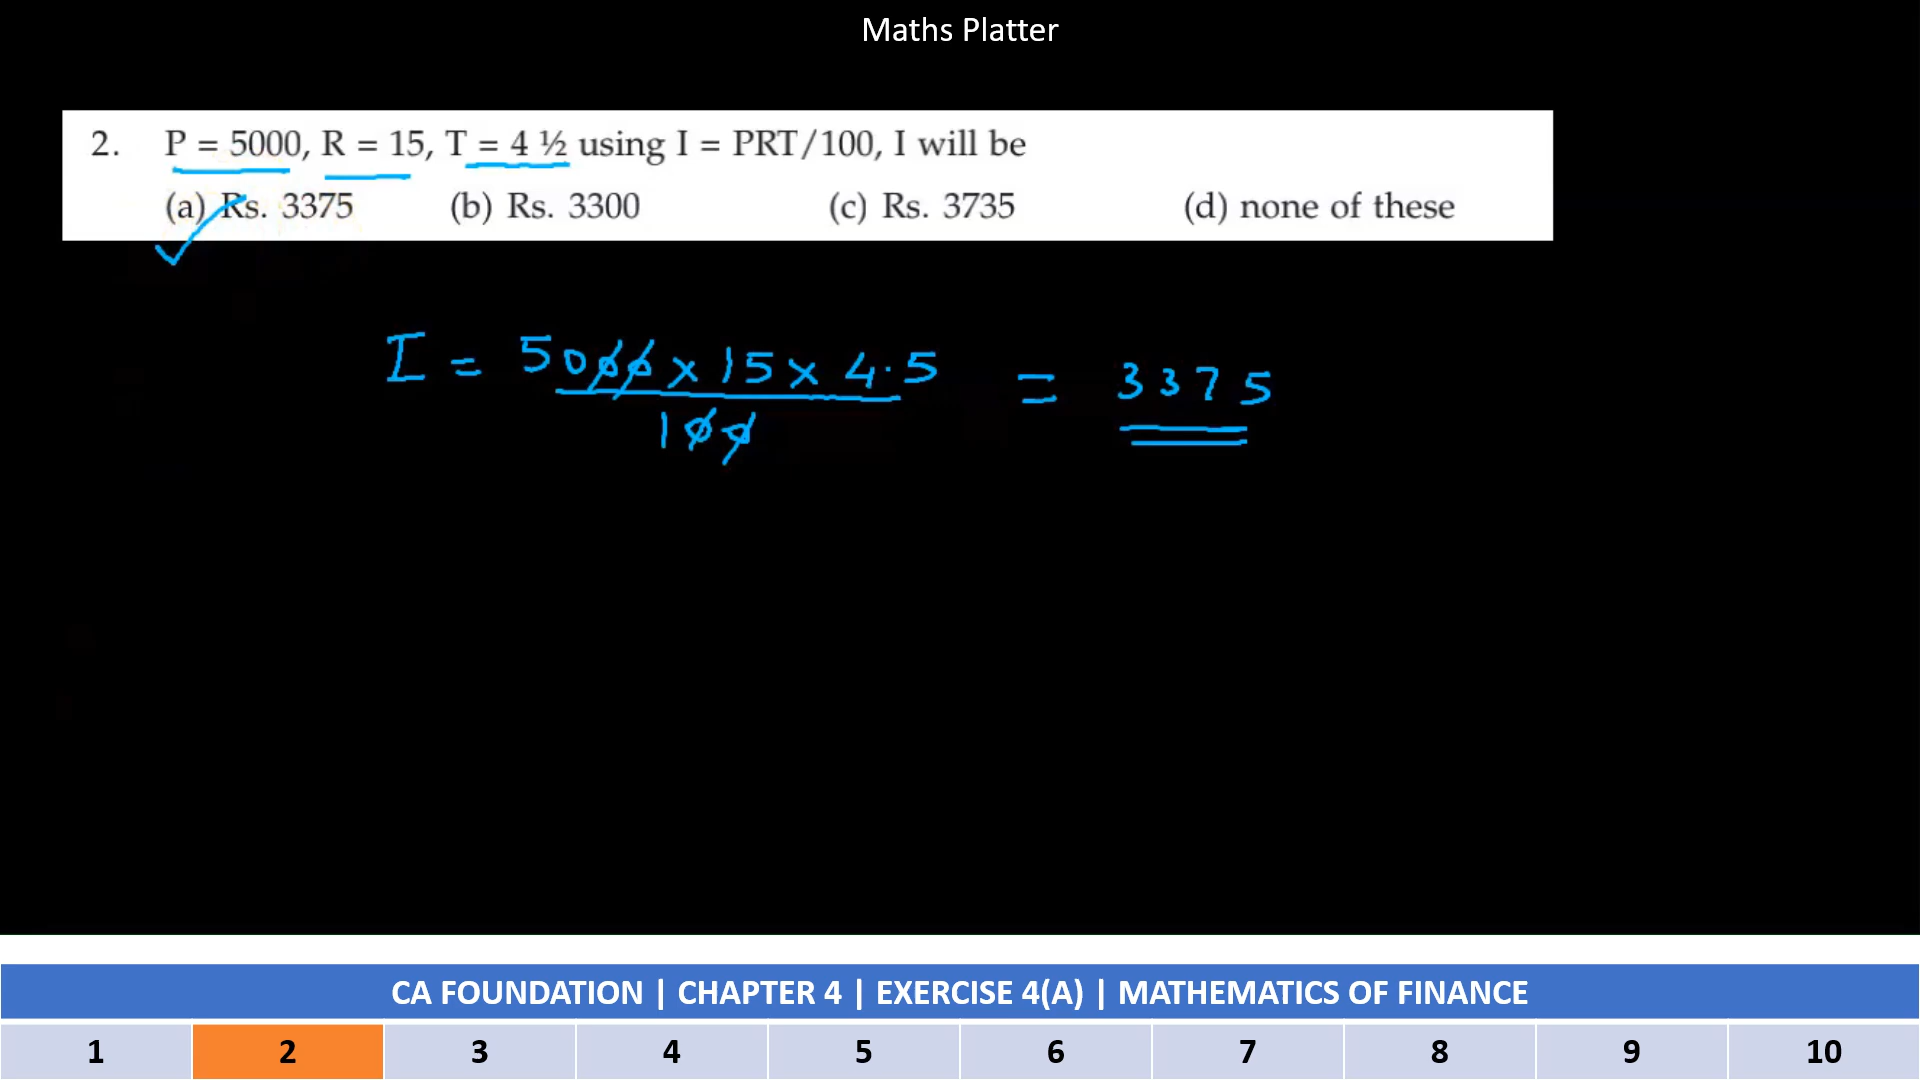 Maths Platter
2. P = 5000, R = 15, T = 4 ½ using I = PRT/100, I will be
(a) Rs. 3375 (b) Rs. 3300 (c) Rs. 3735 (d) none of these
I = 5000 x 15 x 4.5 = 3375
100
CA FOUNDATION | CHAPTER 4 | EXERCISE 4(A) | MATHEMATICS OF FINANCE
1 2 3 4 5 6 7 8 9 10